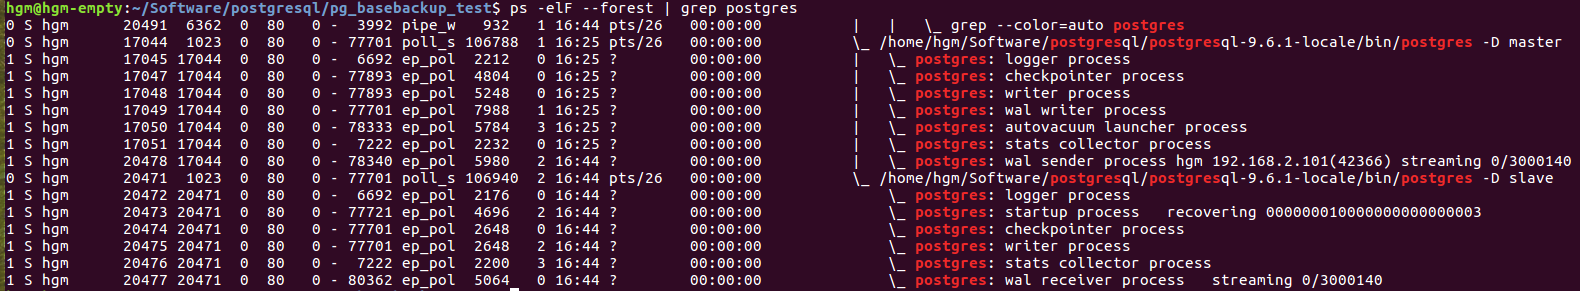 hgm@hgm-empty:~/Software/postgresql/pg_basebackup_test$ ps -elF --forest | grep postgres
0 S hgm      20491  6362  0  80   0 -  3992 pipe_w   932   1 16:44 pts/26   00:00:00          |   |   \_ grep --color=auto postgres
0 S hgm      17044  1023  0  80   0 - 77701 poll_s 106788  1 16:25 pts/26   00:00:00          \_ /home/hgm/Software/postgresql/postgresql-9.6.1-locale/bin/postgres -D master
1 S hgm      17045 17044  0  80   0 -  6692 ep_pol  2212   0 16:25 ?        00:00:00          |   \_ postgres: logger process
1 S hgm      17047 17044  0  80   0 - 77893 ep_pol  4804   0 16:25 ?        00:00:00          |   \_ postgres: checkpointer process
1 S hgm      17048 17044  0  80   0 - 77893 ep_pol  5248   0 16:25 ?        00:00:00          |   \_ postgres: writer process
1 S hgm      17049 17044  0  80   0 - 77701 ep_pol  7988   1 16:25 ?        00:00:00          |   \_ postgres: wal writer process
1 S hgm      17050 17044  0  80   0 - 78333 ep_pol  5784   3 16:25 ?        00:00:00          |   \_ postgres: autovacuum launcher process
1 S hgm      17051 17044  0  80   0 -  7222 ep_pol  2232   0 16:25 ?        00:00:00          |   \_ postgres: stats collector process
1 S hgm      20478 17044  0  80   0 - 78340 ep_pol  5980   2 16:44 ?        00:00:00          |   \_ postgres: wal sender process hgm 192.168.2.101(42366) streaming 0/3000140
0 S hgm      20471  1023  0  80   0 - 77701 poll_s 106940  2 16:44 pts/26   00:00:00          \_ /home/hgm/Software/postgresql/postgresql-9.6.1-locale/bin/postgres -D slave
1 S hgm      20472 20471  0  80   0 -  6692 ep_pol  2176   0 16:44 ?        00:00:00              \_ postgres: logger process
1 S hgm      20473 20471  0  80   0 - 77721 ep_pol  4696   2 16:44 ?        00:00:00              \_ postgres: startup process   recovering 000000010000000000000003
1 S hgm      20474 20471  0  80   0 - 77701 ep_pol  2648   0 16:44 ?        00:00:00              \_ postgres: checkpointer process
1 S hgm      20475 20471  0  80   0 - 77701 ep_pol  2648   2 16:44 ?        00:00:00              \_ postgres: writer process
1 S hgm      20476 20471  0  80   0 -  7222 ep_pol  2200   3 16:44 ?        00:00:00              \_ postgres: stats collector process
1 S hgm      20477 20471  0  80   0 - 80362 ep_pol  5064   0 16:44 ?        00:00:00              \_ postgres: wal receiver process   streaming 0/3000140